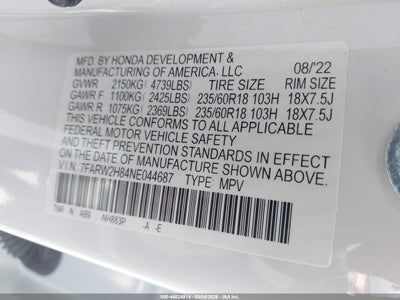 MFD. BY HONDA DEVELOPMENT &
MANUFACTURING OF AMERICA, LLC 08/'22
GVWR 2150KG ( 4739LBS) TIRE SIZE RIM SIZE
GAWR F 1100KG ( 2425LBS) 235/60R18 103H 18X7.5J
GAWR R 1075KG ( 2369LBS) 235/60R18 103H 18X7.5J
THIS VEHICLE CONFORMS TO ALL APPLICABLE
FEDERAL MOTOR VEHICLE SAFETY, BUMPER,
AND THEFT PREVENTION STANDARDS IN EFFECT
ON THE DATE OF MANUFACTURE SHOWN ABOVE.
V.I.N. 7FARW2H84NE044687 TYPE: MPV
TNR N AB9 -NH883P -A -E